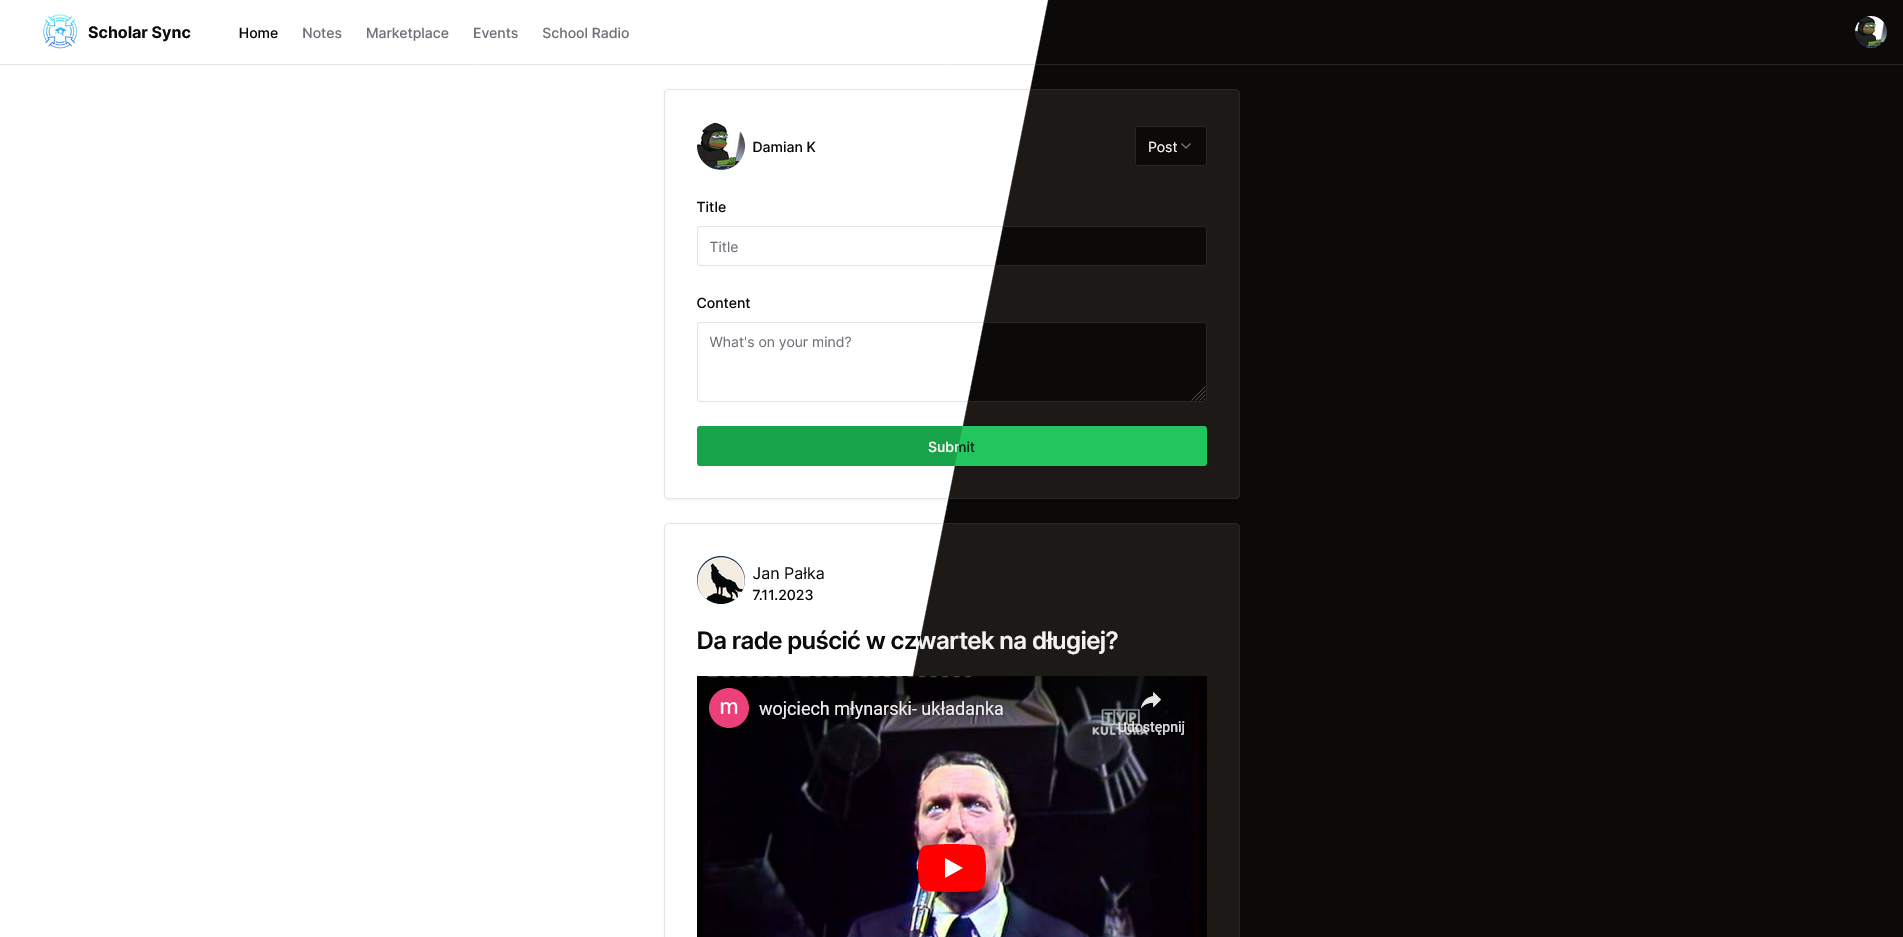 Scholar Sync
Home Notes Marketplace Events School Radio
Damian K
Post
Title
Title
Content
What's on your mind?
Submit
Jan Pałka
7.11.2023
Da rade puścić w czwartek na długiej?
m
wojciech młynarski- układanka
TVP
KULTURA
Udostępnij